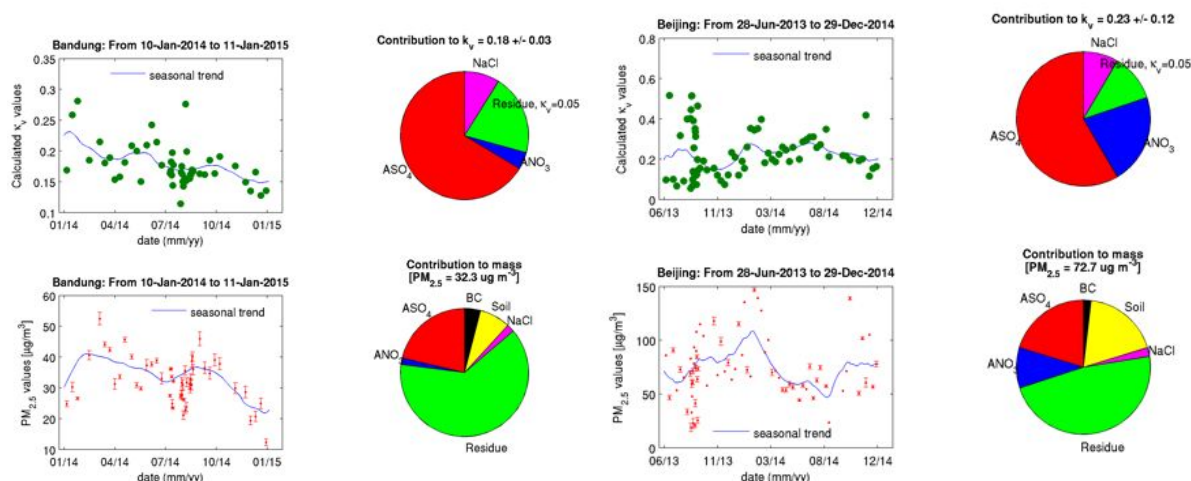 Bandung: From 10-Jan-2014 to 11-Jan-2015
0.35
0.3
0.25
0.2
0.15
0.1
Calculated κᵥ values
seasonal trend
01/14 04/14 07/14 10/14 01/15
date (mm/yy)
Contribution to kᵥ = 0.18 +/- 0.03
NaCl
Residue, κᵥ=0.05
ANO₃
ASO₄
Beijing: From 28-Jun-2013 to 29-Dec-2014
0.8
0.6
0.4
0.2
0
Calculated κᵥ values
seasonal trend
06/13 11/13 03/14 08/14 12/14
date (mm/yy)
Contribution to kᵥ = 0.23 +/- 0.12
NaCl
Residue, κᵥ=0.05
ANO₃
ASO₄
Bandung: From 10-Jan-2014 to 11-Jan-2015
60
50
40
30
20
10
PM₂.₅ values [µg/m³]
seasonal trend
01/14 04/14 07/14 10/14 01/15
date (mm/yy)
Contribution to mass
[PM₂.₅ = 32.3 ug m⁻³]
BC
Soil
NaCl
ASO₄
ANO₃
Residue
Beijing: From 28-Jun-2013 to 29-Dec-2014
150
100
50
0
PM₂.₅ values [µg/m³]
seasonal trend
06/13 11/13 03/14 08/14 12/14
date (mm/yy)
Contribution to mass
[PM₂.₅ = 72.7 ug m⁻³]
BC
Soil
NaCl
ASO₄
ANO₃
Residue